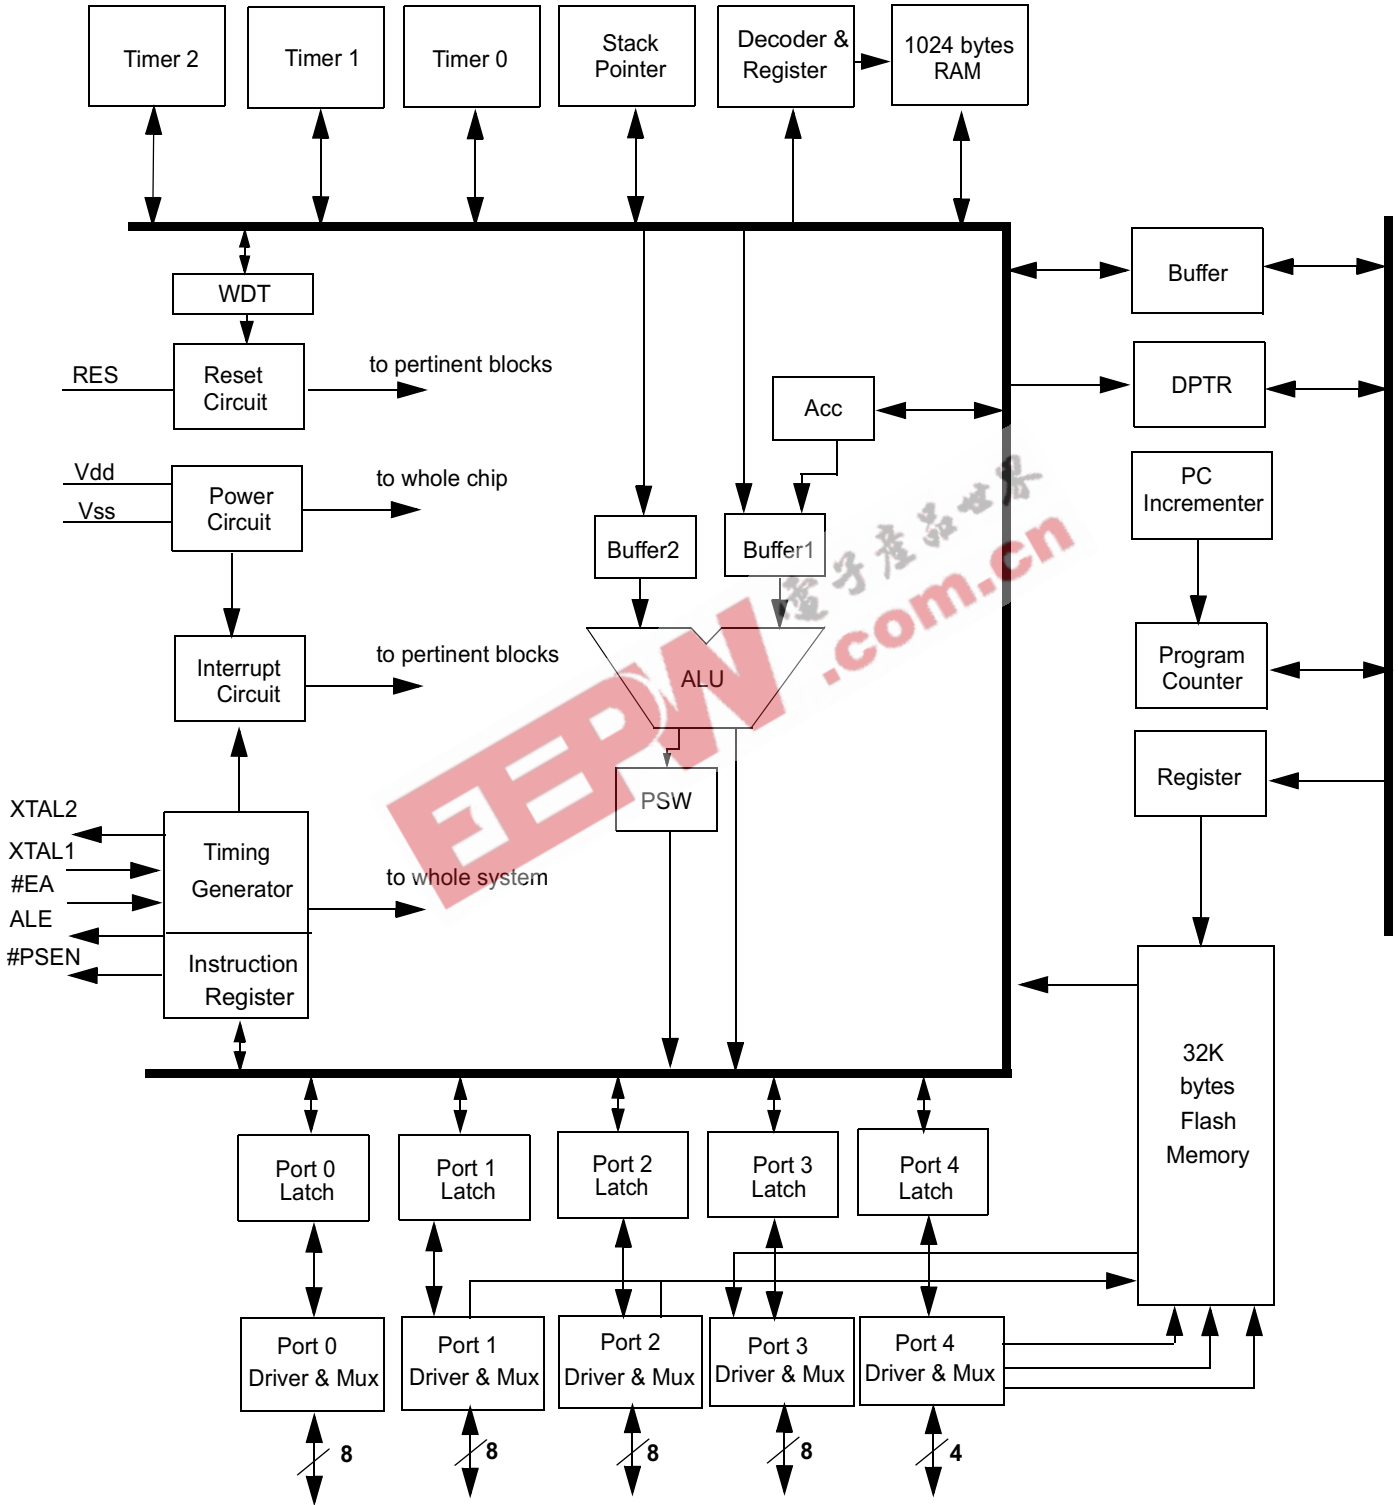 Timer 2
Timer 1
Timer 0
Stack
Pointer
Decoder &
Register
1024 bytes
RAM
WDT
Buffer
RES
Reset
Circuit
to pertinent blocks
DPTR
Acc
Vdd
Vss
Power
Circuit
to whole chip
PC
Incrementer
Buffer2
Buffer1
電子產品世界
EEPW.com.cn
Interrupt
Circuit
to pertinent blocks
ALU
Program
Counter
Register
PSW
XTAL2
XTAL1
#EA
ALE
#PSEN
Timing
Generator
to whole system
Instruction
Register
32K
bytes
Flash
Memory
Port 0
Latch
Port 1
Latch
Port 2
Latch
Port 3
Latch
Port 4
Latch
Port 0
Driver & Mux
Port 1
Driver & Mux
Port 2
Driver & Mux
Port 3
Driver & Mux
Port 4
Driver & Mux
8
8
8
8
4